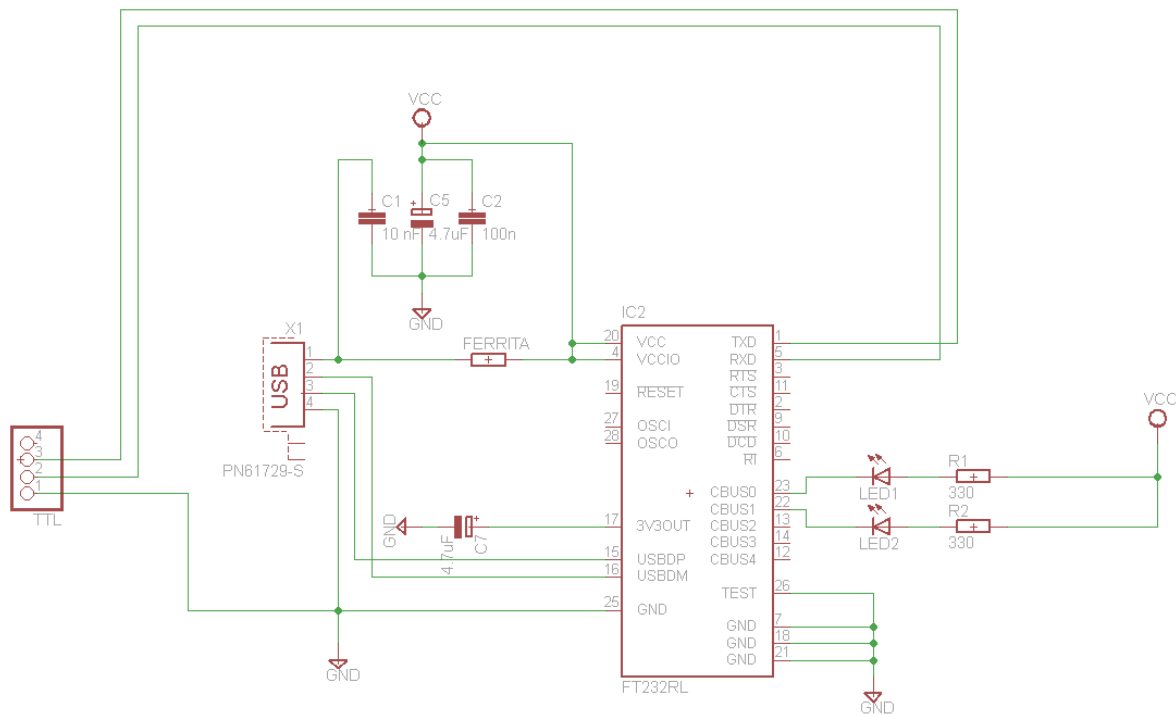 VCC
C1
C5
C2
10 nF
4.7uF
100n
GND
IC2
X1
USB
1
2
3
4
PN61729-S
FERRITA
20
VCC
4
VCCIO
19
RESET
27
OSCI
28
OSCO
17
3V3OUT
15
USBDP
16
USBDM
25
GND
TXD
1
RXD
5
RTS
3
CTS
11
DTR
2
DSR
9
DCD
10
RI
6
CBUS0
23
CBUS1
22
CBUS2
13
CBUS3
14
CBUS4
12
TEST
26
GND
7
GND
18
GND
21
FT232RL
4
3
2
1
TTL
GND
4.7uF
C7
GND
VCC
LED1
R1
330
LED2
R2
330
GND